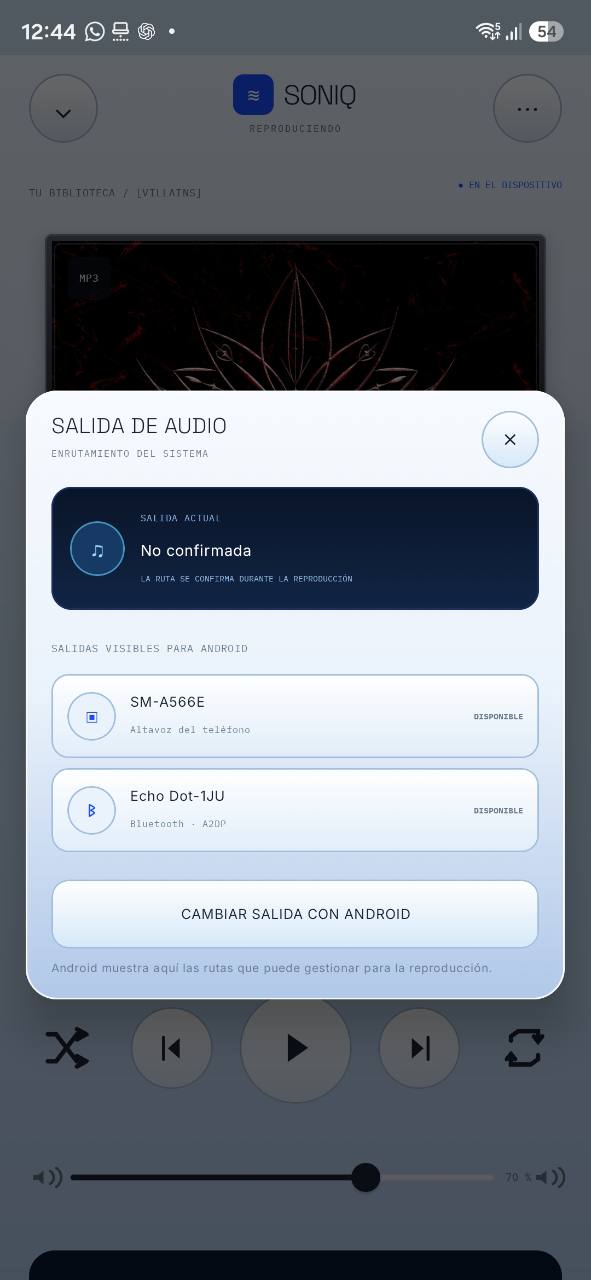 12:44
54
SONIQ
REPRODUCIENDO
TU BIBLIOTECA / [VILLAINS]
• EN EL DISPOSITIVO
MP3
SALIDA DE AUDIO
ENRUTAMIENTO DEL SISTEMA
SALIDA ACTUAL
No confirmada
LA RUTA SE CONFIRMA DURANTE LA REPRODUCCIÓN
SALIDAS VISIBLES PARA ANDROID
SM-A566E
Altavoz del teléfono
DISPONIBLE
Echo Dot-1JU
Bluetooth · A2DP
DISPONIBLE
CAMBIAR SALIDA CON ANDROID
Android muestra aquí las rutas que puede gestionar para la reproducción.
70 %